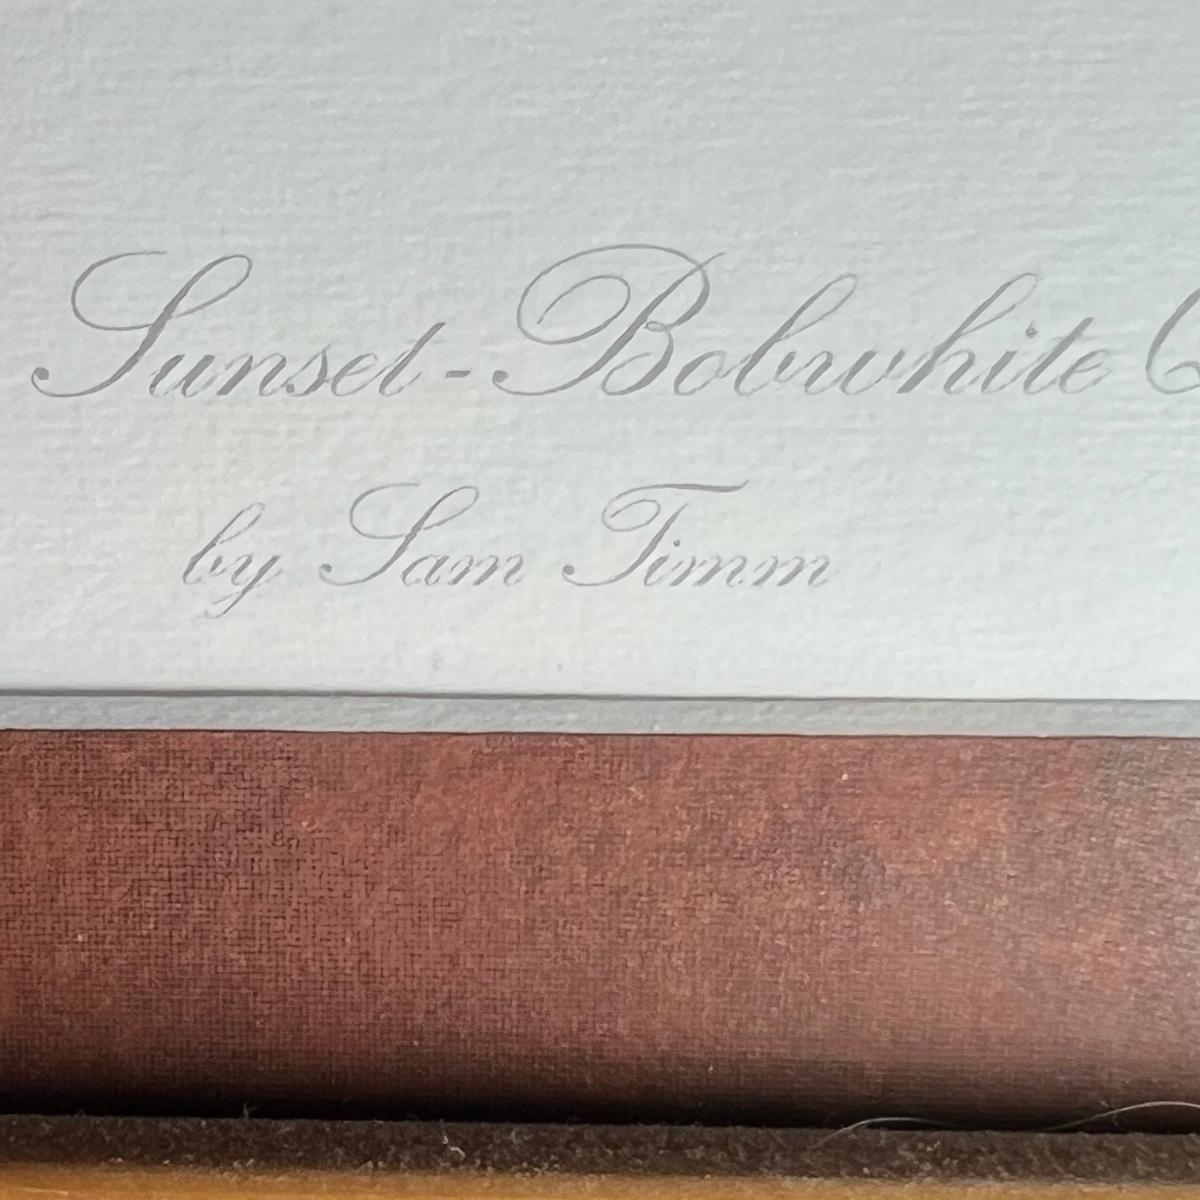 Sunset - Bobwhite
by Sam Timm